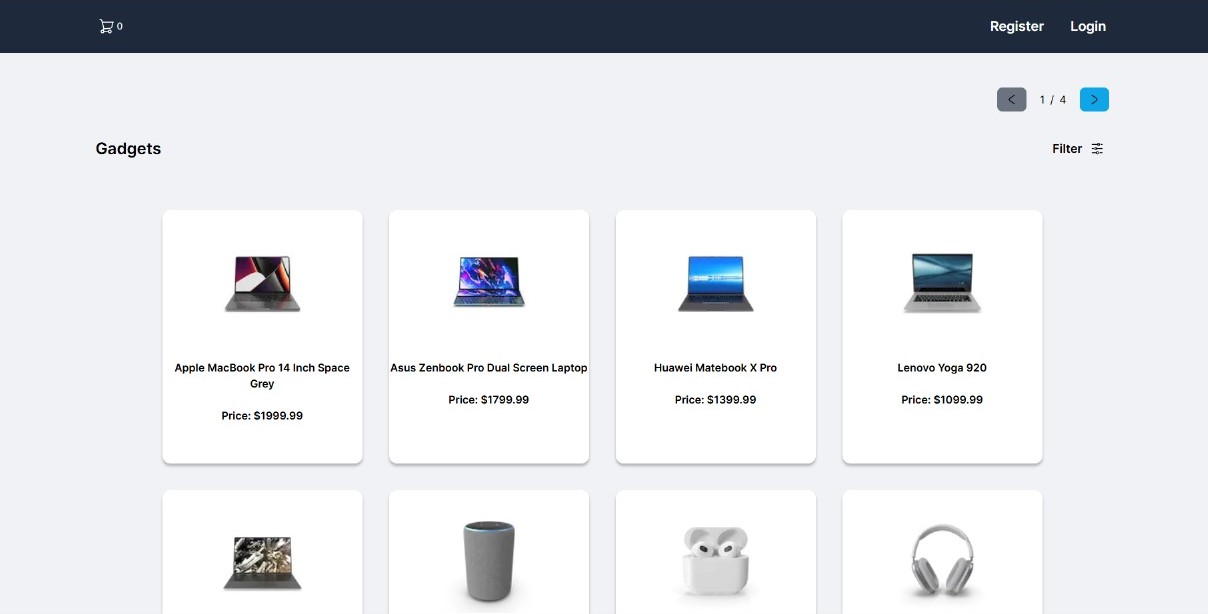 0
Register
Login
1 / 4
Gadgets
Filter
Apple MacBook Pro 14 Inch Space
Grey
Price: $1999.99
Asus Zenbook Pro Dual Screen Laptop
Price: $1799.99
Huawei Matebook X Pro
Price: $1399.99
Lenovo Yoga 920
Price: $1099.99